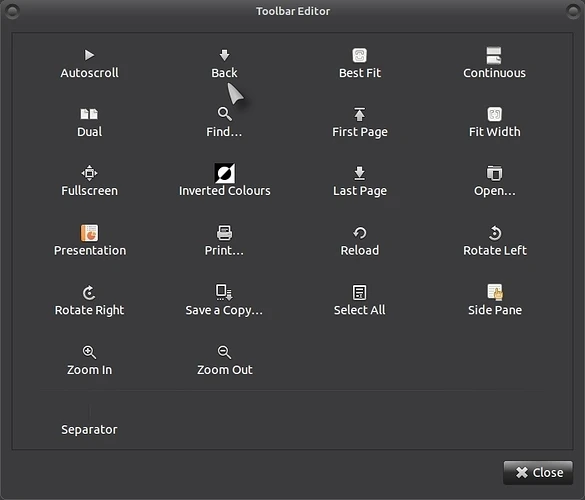 Toolbar Editor
Autoscroll
Back
Best Fit
Continuous
Dual
Find...
First Page
Fit Width
Fullscreen
Inverted Colours
Last Page
Open...
Presentation
Print...
Reload
Rotate Left
Rotate Right
Save a Copy...
Select All
Side Pane
Zoom In
Zoom Out
Separator
Close